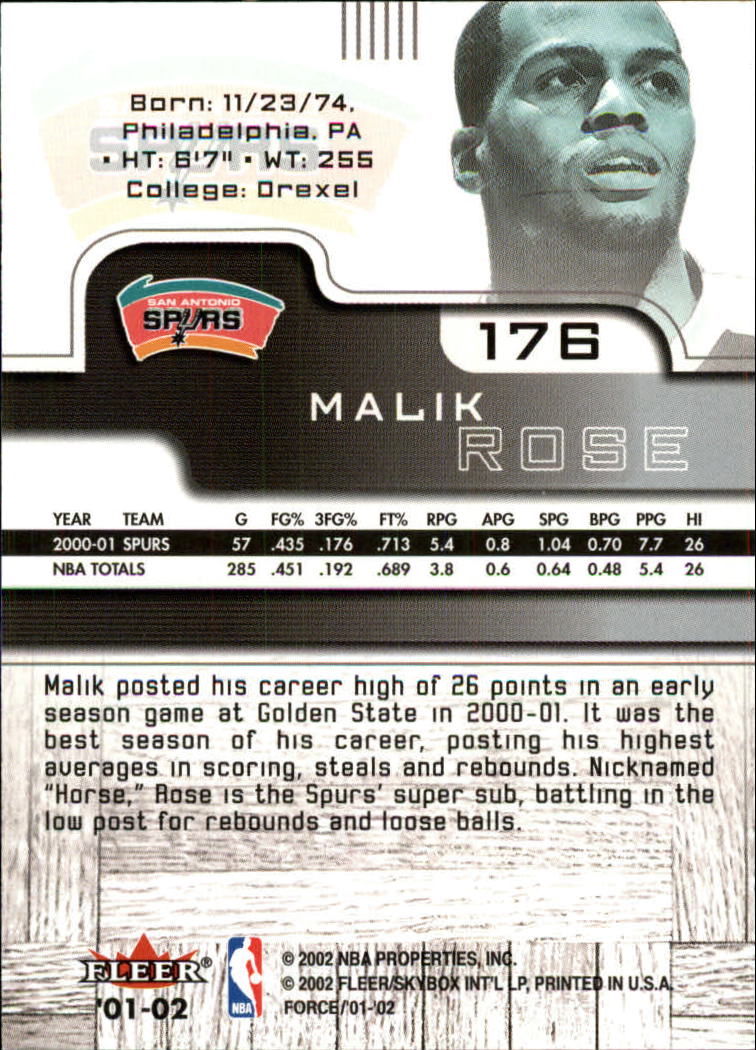 Born: 11/23/74,
Philadelphia, PA
▪ HT: 6'7" ▪ WT: 255
College: Drexel
SPURS
SAN ANTONIO
SPURS
176
MALIK
ROSE
YEAR TEAM G FG% 3FG% FT% RPG APG SPG BPG PPG HI
2000-01 SPURS 57 .435 .176 .713 5.4 0.8 1.04 0.70 7.7 26
NBA TOTALS 285 .451 .192 .689 3.8 0.6 0.64 0.48 5.4 26
Malik posted his career high of 26 points in an early
season game at Golden State in 2000-01. It was the
best season of his career, posting his highest
averages in scoring, steals and rebounds. Nicknamed
"Horse," Rose is the Spurs' super sub, battling in the
low post for rebounds and loose balls.
FLEER®
'01-02
NBA
© 2002 NBA PROPERTIES, INC.
© 2002 FLEER/SKYBOX INT'L LP, PRINTED IN U.S.A.
FORCE/'01-'02